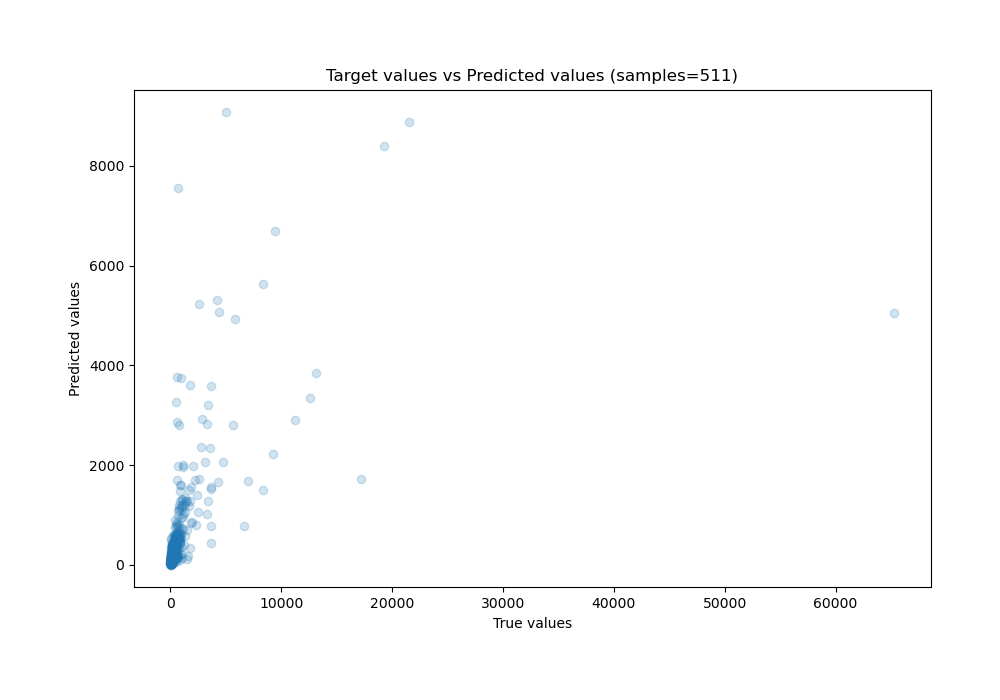 Target values vs Predicted values (samples=511)
Predicted values
8000
6000
4000
2000
0
0 10000 20000 30000 40000 50000 60000
True values